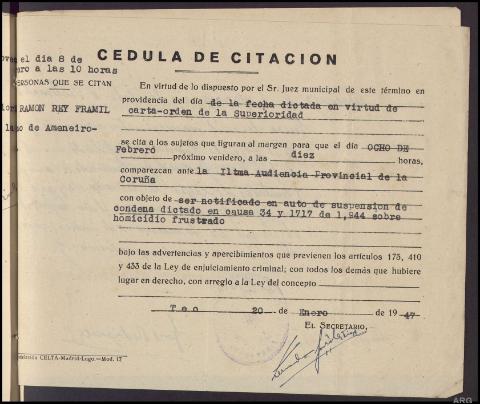 el dia 8 de
ero a las 10 horas
CEDULA DE CITACION
PERSONAS QUE SE CITAN
En virtud de lo dispuesto por el Sr. Juez municipal de este término en
providencia del día de la fecha dictada en virtud de
RAMON REY FRAMIL
carta-orden de la Superioridad
de Ameneiro-
se cita a los sujetos que figuran al margen para que el día OCHO DE
Febrero próximo venidero, a las diez horas,
comparezcan ante la Iltma Audiencia Provincial de la
Coruña
con objeto de ser notificado en auto de suspension de
condena dictado en causa 34 y 1717 de 1,944 sobre
homicidio frustrado
bajo las advertencias y apercibimientos que previenen los artículos 175, 410
y 433 de la Ley de enjuiciamiento criminal; con todos los demás que hubiere
lugar en derecho, con arreglo a la Ley del concepto
Teo 20 de Enero de 1947-
EL SECRETARIO,
CELTA-Madrid-Lugo.-Mod. 17
ARG